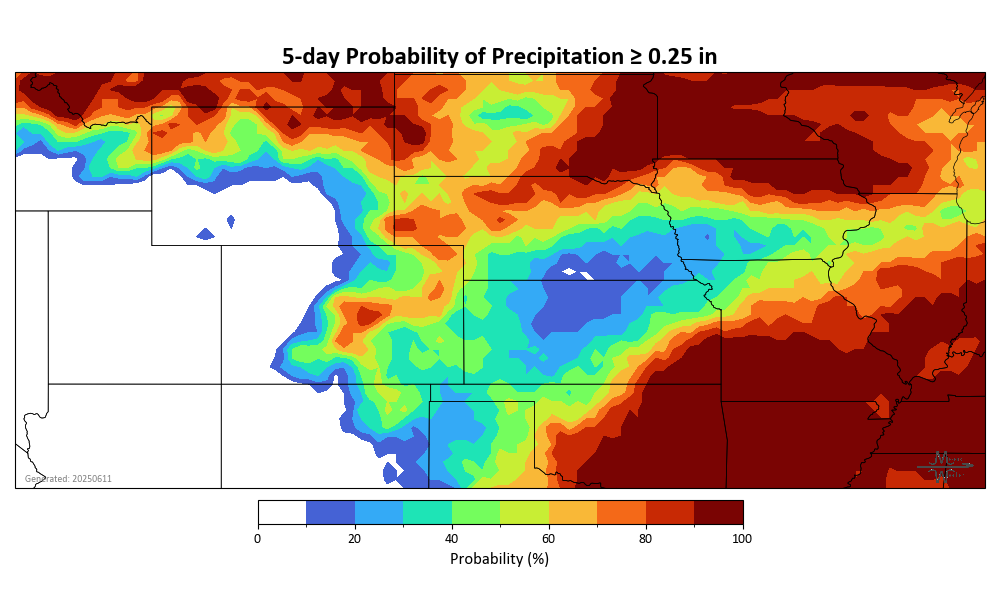 5-day Probability of Precipitation ≥ 0.25 in
Generated: 20250611
0 20 40 60 80 100
Probability (%)